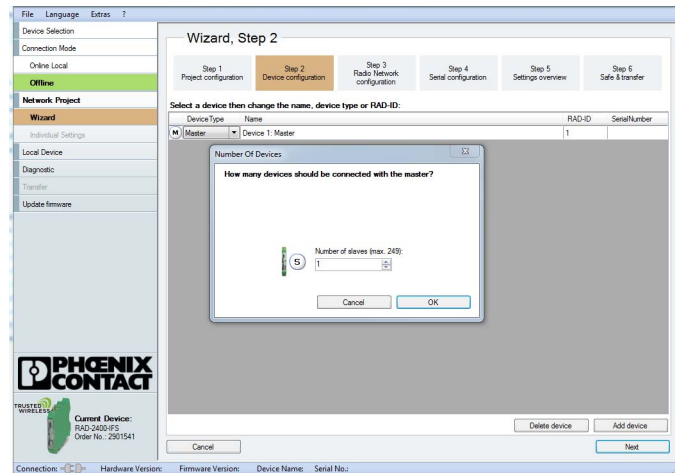 File Language Extras ?
Device Selection
Connection Mode
Online Local
Offline
Network Project
Wizard
Individual Settings
Local Device
Diagnostic
Transfer
Update firmware
Wizard, Step 2
Step 1
Project configuration
Step 2
Device configuration
Step 3
Radio Network
configuration
Step 4
Serial configuration
Step 5
Settings overview
Step 6
Safe & transfer
Select a device then change the name, device type or RAD-ID:
DeviceType Name RAD-ID SerialNumber
M Master Device 1: Master 1
Number Of Devices
How many devices should be connected with the master?
Number of slaves (max. 249):
S 1
Cancel OK
Delete device Add device
Cancel Next
PHŒNIX
CONTACT
TRUSTED
WIRELESS
Current Device:
RAD-2400-IFS
Order No.: 2901541
Connection: Hardware Version: Firmware Version: Device Name: Serial No.: